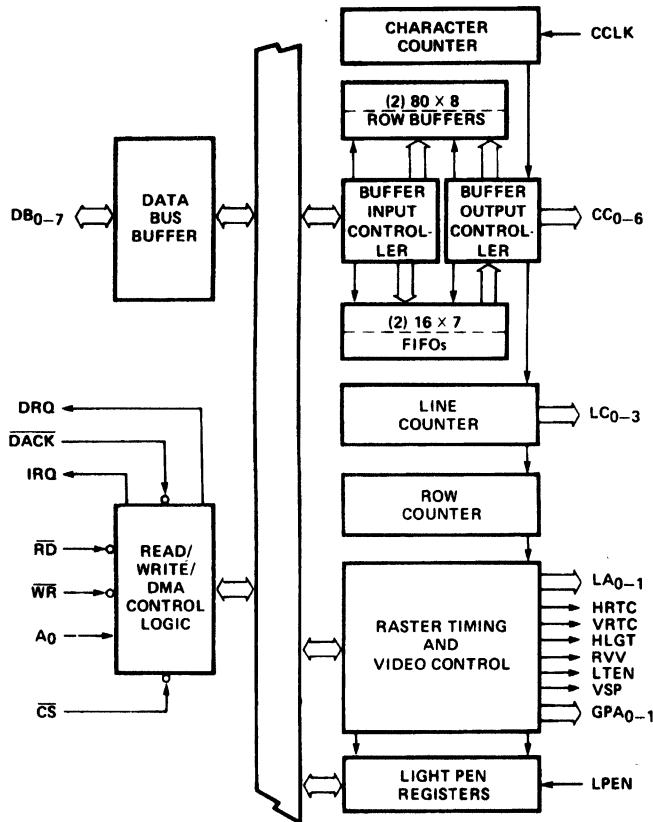 CHARACTER
COUNTER
CCLK
(2) 80 × 8
ROW BUFFERS
DATA
BUS
BUFFER
DB0–7
BUFFER
INPUT
CONTROL-
LER
BUFFER
OUTPUT
CONTROL-
LER
CC0–6
(2) 16 × 7
FIFOs
DRQ
DACK
IRQ
LINE
COUNTER
LC0–3
ROW
COUNTER
RD
WR
A0
CS
READ/
WRITE/
DMA
CONTROL
LOGIC
RASTER TIMING
AND
VIDEO CONTROL
LA0–1
HRTC
VRTC
HLGT
RVV
LTEN
VSP
GPA0–1
LIGHT PEN
REGISTERS
LPEN